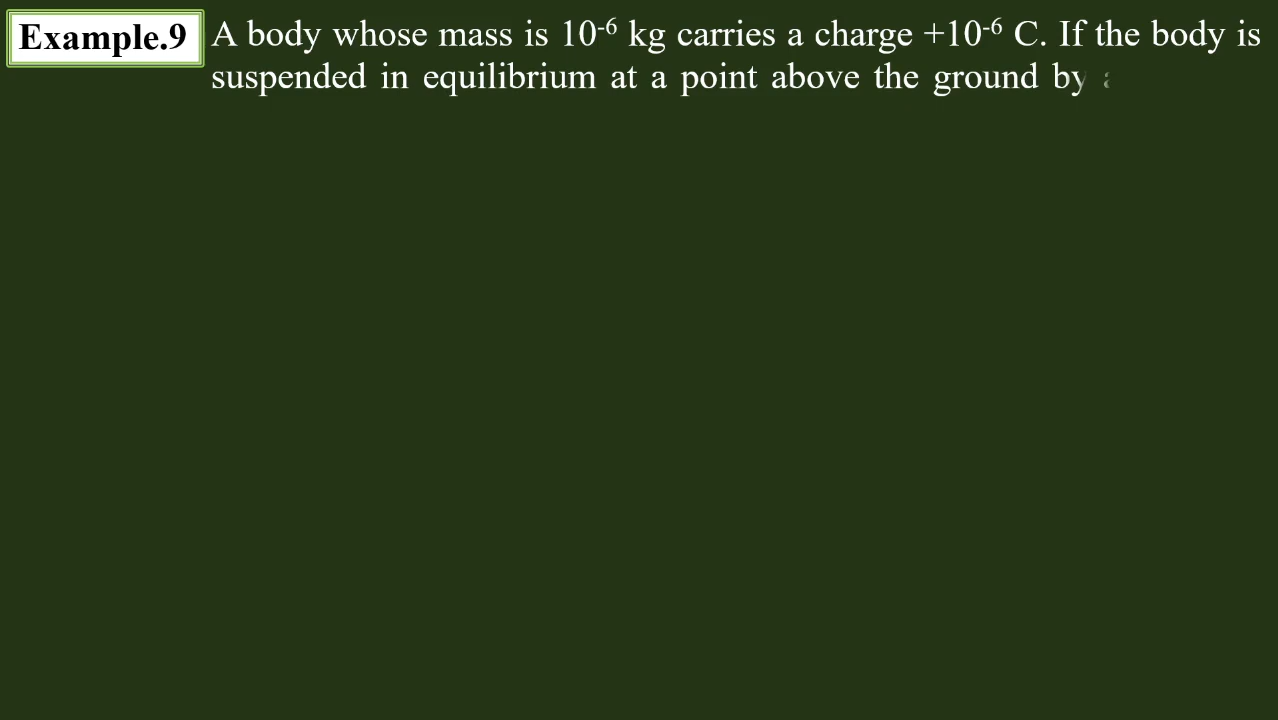 Example.9 A body whose mass is 10⁻⁶ kg carries a charge +10⁻⁶ C. If the body is
suspended in equilibrium at a point above the ground by